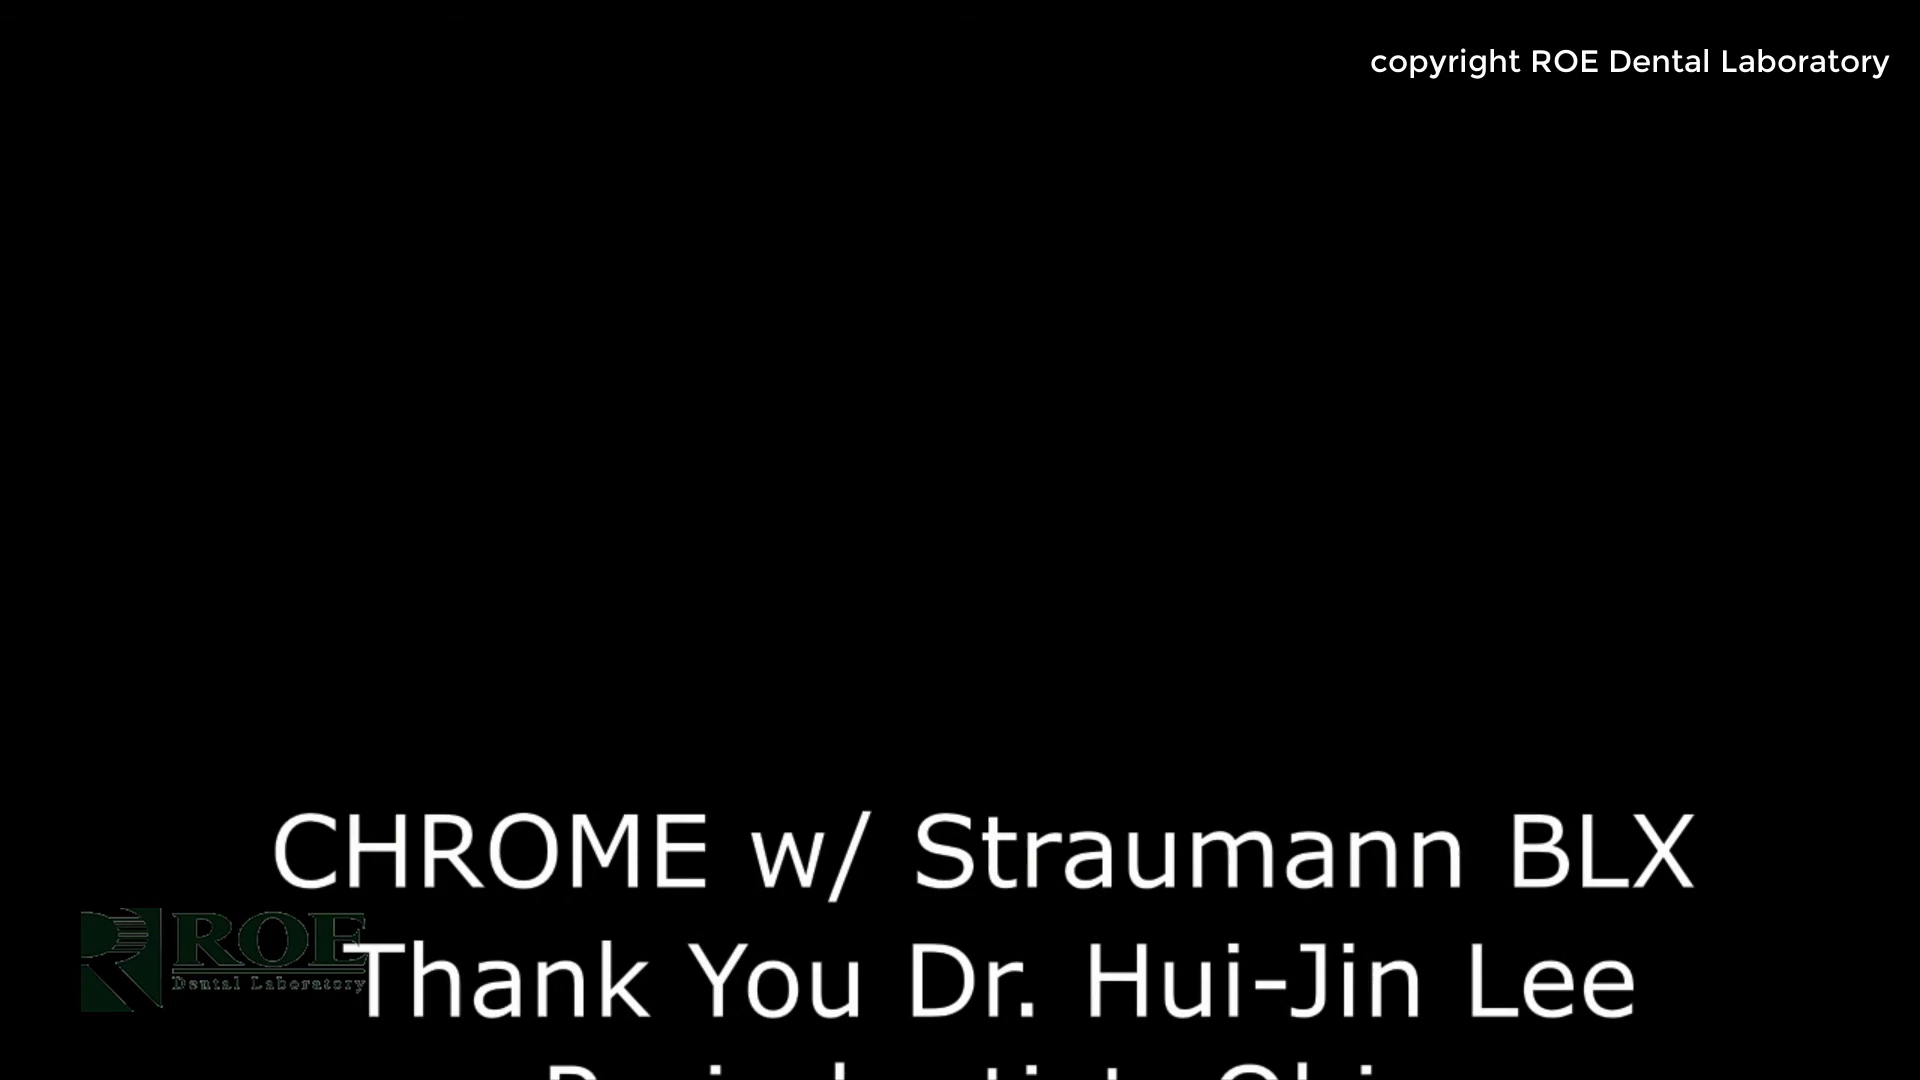 copyright ROE Dental Laboratory
CHROME w/ Straumann BLX
ROE
Dental Laboratory
Thank You Dr. Hui-Jin Lee